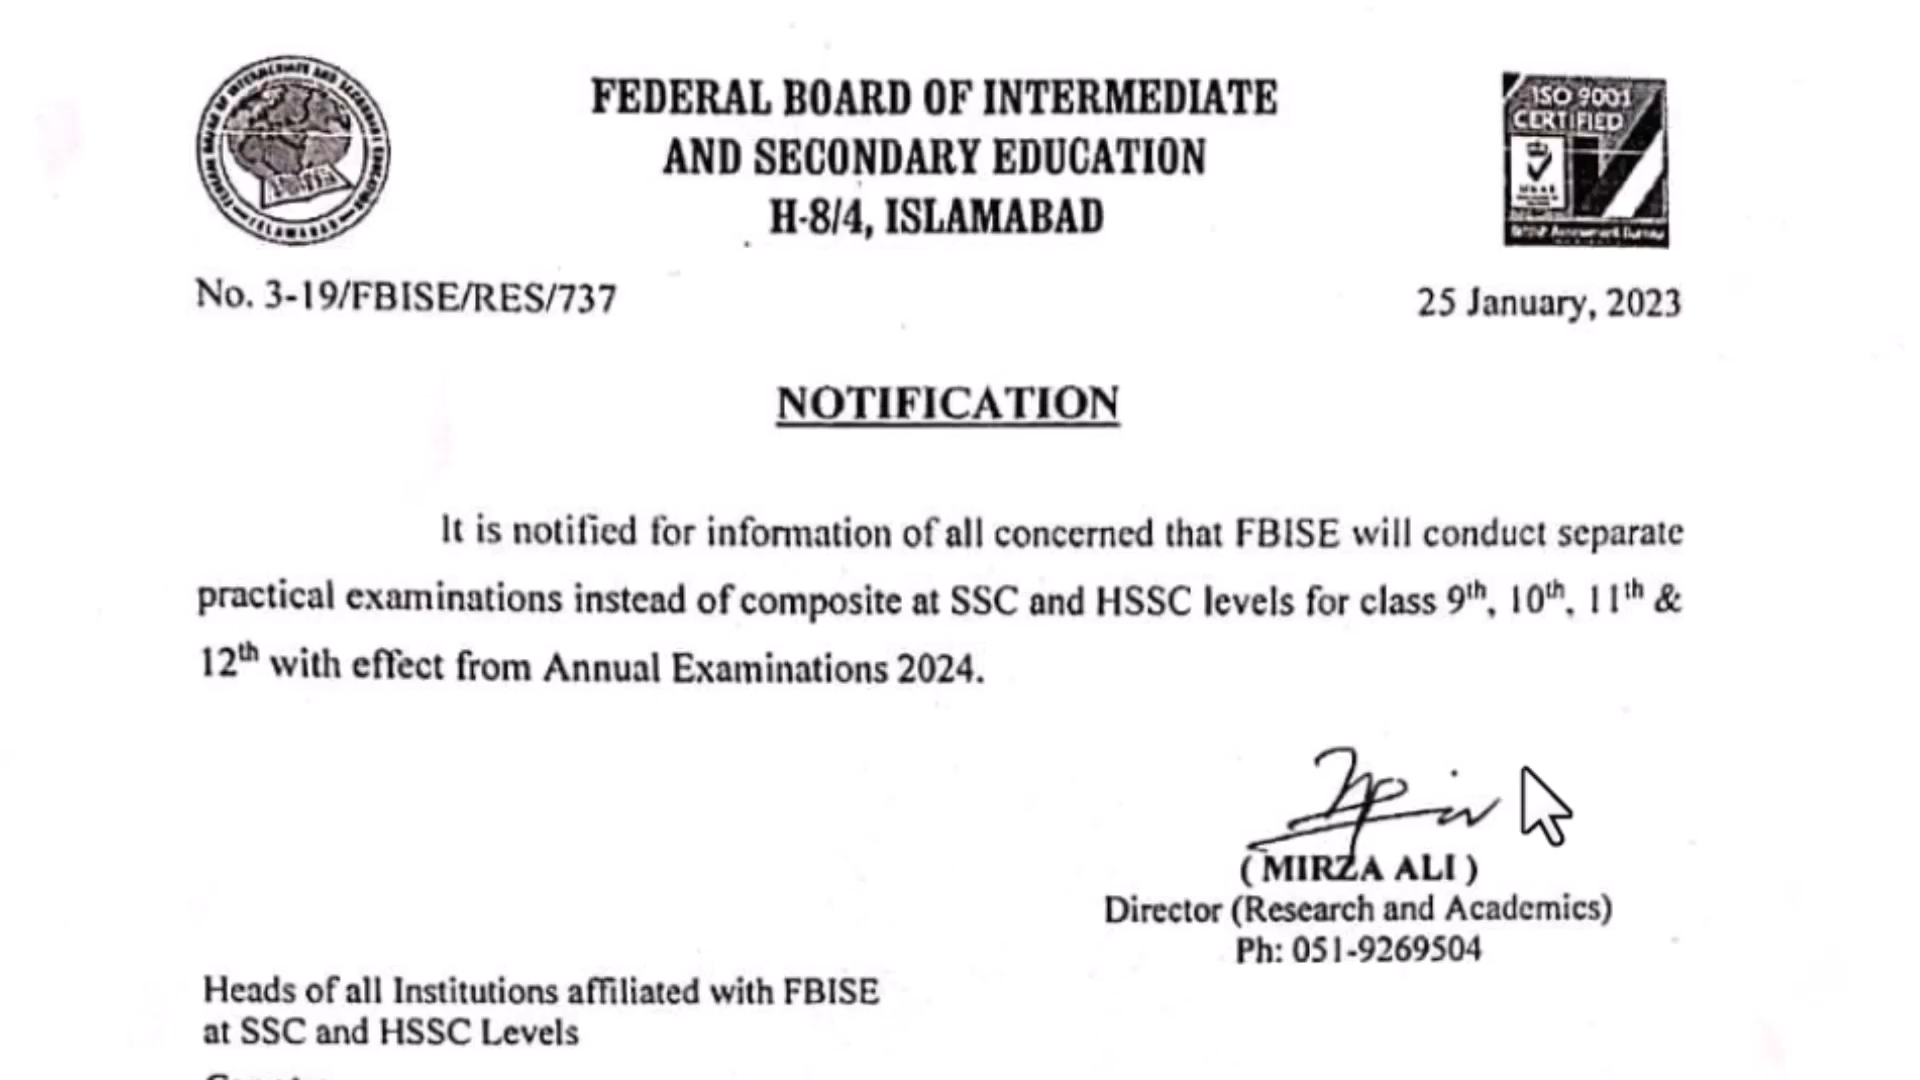 FEDERAL BOARD OF INTERMEDIATE
AND SECONDARY EDUCATION
H-8/4, ISLAMABAD
ISO 9001
CERTIFIED
No. 3-19/FBISE/RES/737
25 January, 2023
NOTIFICATION
It is notified for information of all concerned that FBISE will conduct separate
practical examinations instead of composite at SSC and HSSC levels for class 9th, 10th, 11th &
12th with effect from Annual Examinations 2024.
( MIRZA ALI )
Director (Research and Academics)
Ph: 051-9269504
Heads of all Institutions affiliated with FBISE
at SSC and HSSC Levels